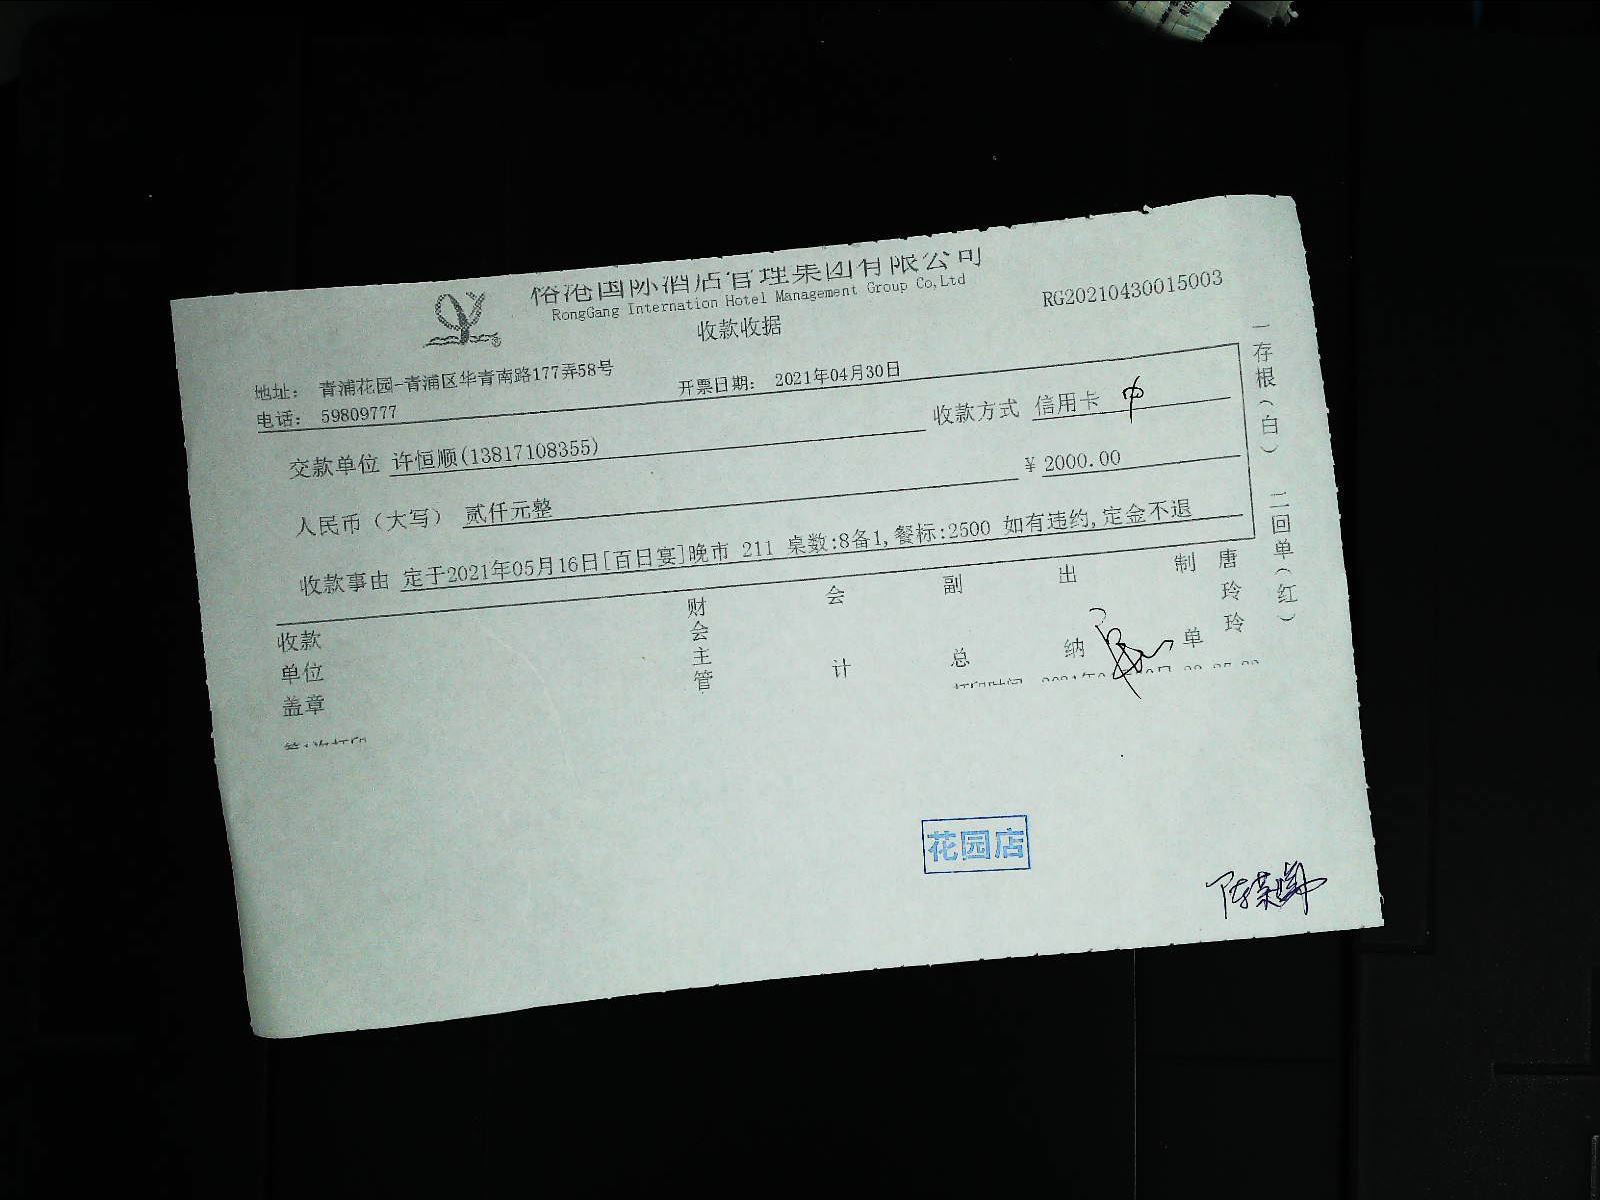 俗港国际酒店管理集团有限公司
RongGang Internation Hotel Management Group Co,Ltd
收款收据
RG20210430015003
地址： 青浦花园-青浦区华青南路177弄58号
电话： 59809777
开票日期： 2021年04月30日
交款单位 许恒顺(13817108355)
收款方式 信用卡 中
人民币（大写） 贰仟元整
¥ 2000.00
收款事由 定于2021年05月16日[百日宴]晚市 211 桌数:8备1,餐标:2500 如有违约,定金不退
收款单位盖章
财会主管
会计
副总
出纳
制单
唐玲玲
一存根（白） 二回单（红）
花园店